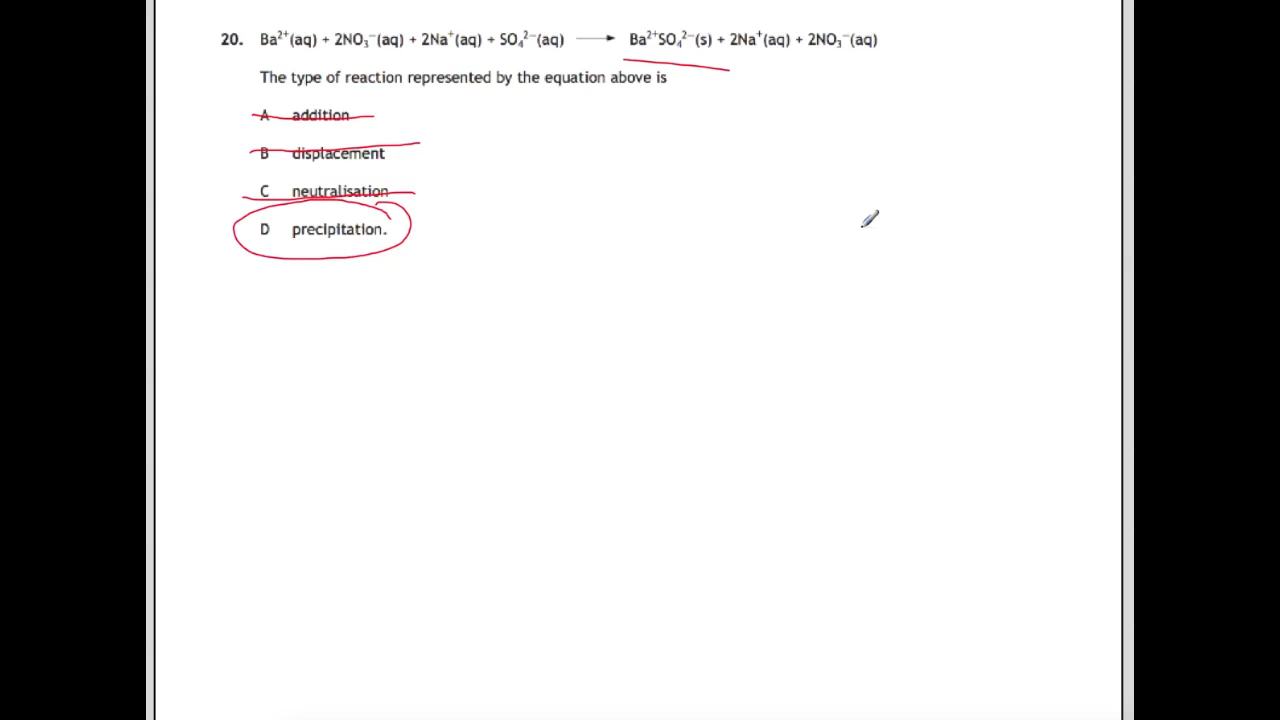 20. Ba²⁺(aq) + 2NO₃⁻(aq) + 2Na⁺(aq) + SO₄²⁻(aq) ⟶ Ba²⁺SO₄²⁻(s) + 2Na⁺(aq) + 2NO₃⁻(aq)
The type of reaction represented by the equation above is
A addition
B displacement
C neutralisation
D precipitation.